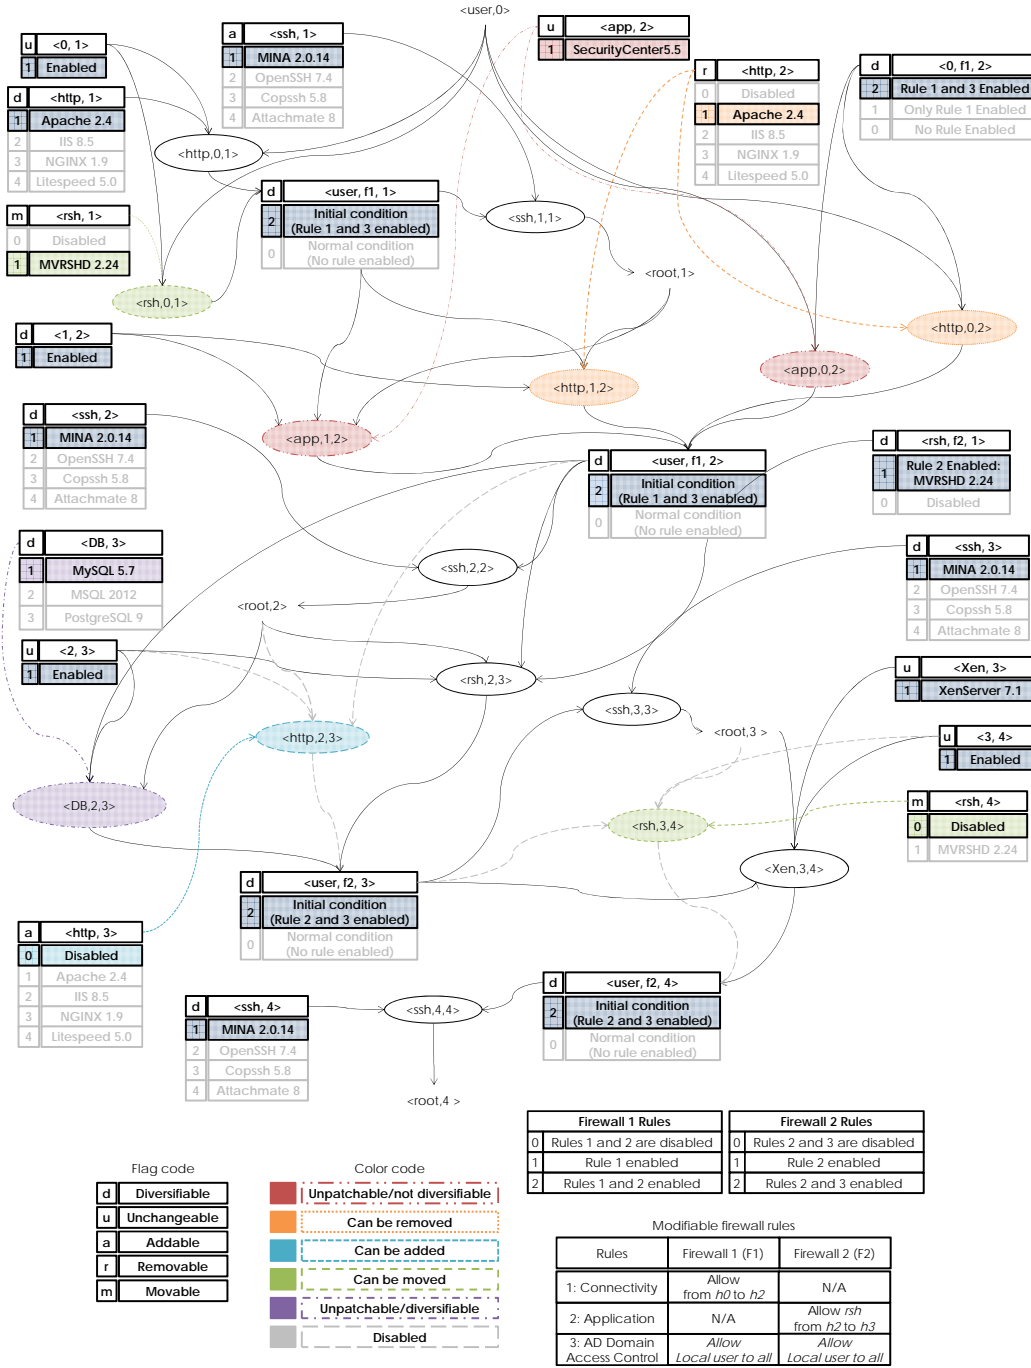 <user,0>
u <0, 1>
1 Enabled
a <ssh, 1>
1 MINA 2.0.14
2 OpenSSH 7.4
3 Copssh 5.8
4 Attachmate 8
u <app, 2>
1 SecurityCenter5.5
r <http, 2>
0 Disabled
1 Apache 2.4
2 IIS 8.5
3 NGINX 1.9
4 Litespeed 5.0
d <0, f1, 2>
2 Rule 1 and 3 Enabled
1 Only Rule 1 Enabled
0 No Rule Enabled
d <http, 1>
1 Apache 2.4
2 IIS 8.5
3 NGINX 1.9
4 Litespeed 5.0
<http,0,1>
m <rsh, 1>
0 Disabled
1 MVRSHD 2.24
d <user, f1, 1>
2 Initial condition
(Rule 1 and 3 enabled)
0 Normal condition
(No rule enabled)
<ssh,1,1>
<root,1>
<rsh,0,1>
<http,0,2>
d <1, 2>
1 Enabled
<app,0,2>
<http,1,2>
d <ssh, 2>
1 MINA 2.0.14
2 OpenSSH 7.4
3 Copssh 5.8
4 Attachmate 8
<app,1,2>
d <user, f1, 2>
2 Initial condition
(Rule 1 and 3 enabled)
0 Normal condition
(No rule enabled)
d <rsh, f2, 1>
1 Rule 2 Enabled:
MVRSHD 2.24
0 Disabled
d <DB, 3>
1 MySQL 5.7
2 MSQL 2012
3 PostgreSQL 9
<ssh,2,2>
d <ssh, 3>
1 MINA 2.0.14
2 OpenSSH 7.4
3 Copssh 5.8
4 Attachmate 8
<root,2>
u <2, 3>
1 Enabled
<rsh,2,3>
u <Xen, 3>
1 XenServer 7.1
<ssh,3,3>
<root,3 >
<http,2,3>
u <3, 4>
1 Enabled
<DB,2,3>
<rsh,3,4>
m <rsh, 4>
0 Disabled
1 MVRSHD 2.24
<Xen,3,4>
d <user, f2, 3>
2 Initial condition
(Rule 2 and 3 enabled)
0 Normal condition
(No rule enabled)
a <http, 3>
0 Disabled
1 Apache 2.4
2 IIS 8.5
3 NGINX 1.9
4 Litespeed 5.0
d <ssh, 4>
1 MINA 2.0.14
2 OpenSSH 7.4
3 Copssh 5.8
4 Attachmate 8
<ssh,4,4>
d <user, f2, 4>
2 Initial condition
(Rule 2 and 3 enabled)
0 Normal condition
(No rule enabled)
<root,4 >
Firewall 1 Rules
0 Rules 1 and 2 are disabled
1 Rule 1 enabled
2 Rules 1 and 2 enabled
Firewall 2 Rules
0 Rules 2 and 3 are disabled
1 Rule 2 enabled
2 Rules 2 and 3 enabled
Flag code
d Diversifiable
u Unchangeable
a Addable
r Removable
m Movable
Color code
Unpatchable/not diversifiable
Can be removed
Can be added
Can be moved
Unpatchable/diversifiable
Disabled
Modifiable firewall rules
Rules Firewall 1 (F1) Firewall 2 (F2)
1: Connectivity Allow from h0 to h2 N/A
2: Application N/A Allow rsh from h2 to h3
3: AD Domain Access Control Allow Local user to all Allow Local user to all